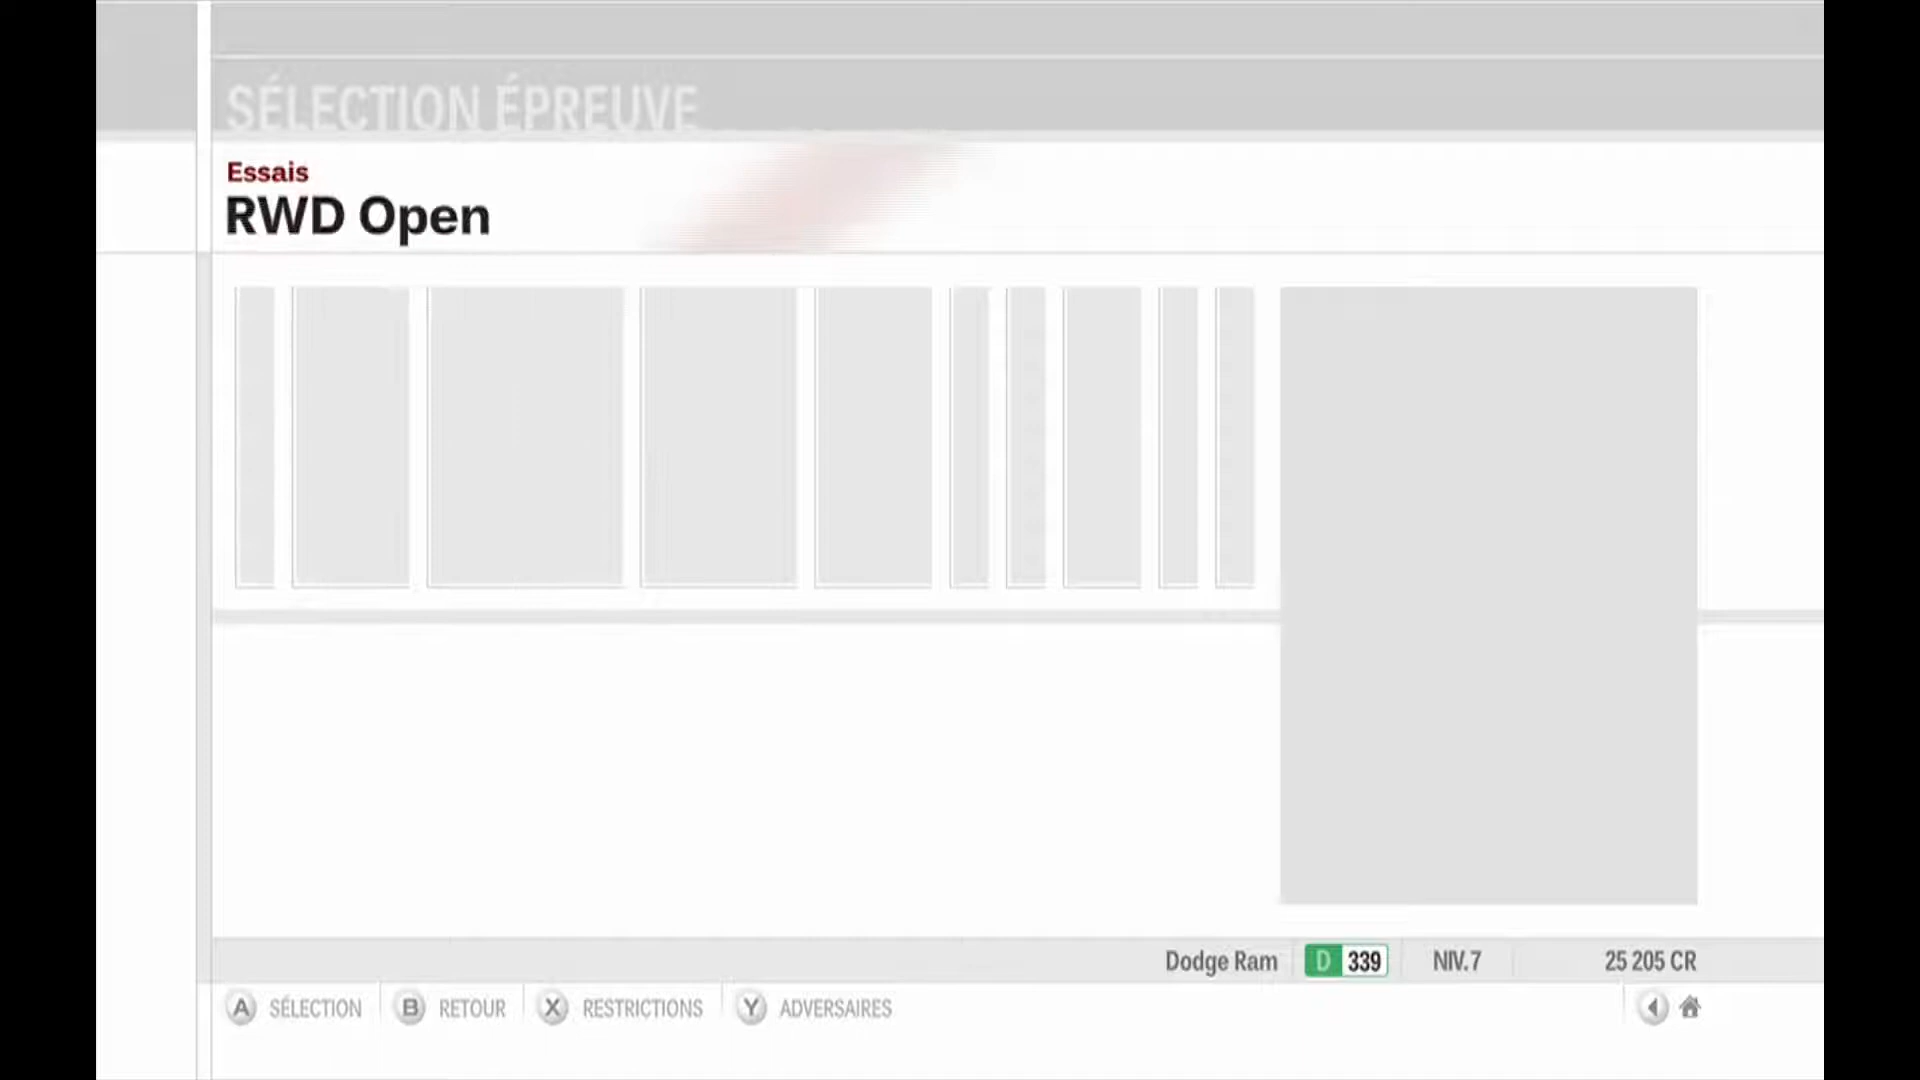 SÉLECTION ÉPREUVE
Essais
RWD Open
Dodge Ram D 339 NIV.7 25 205 CR
A SÉLECTION B RETOUR X RESTRICTIONS Y ADVERSAIRES